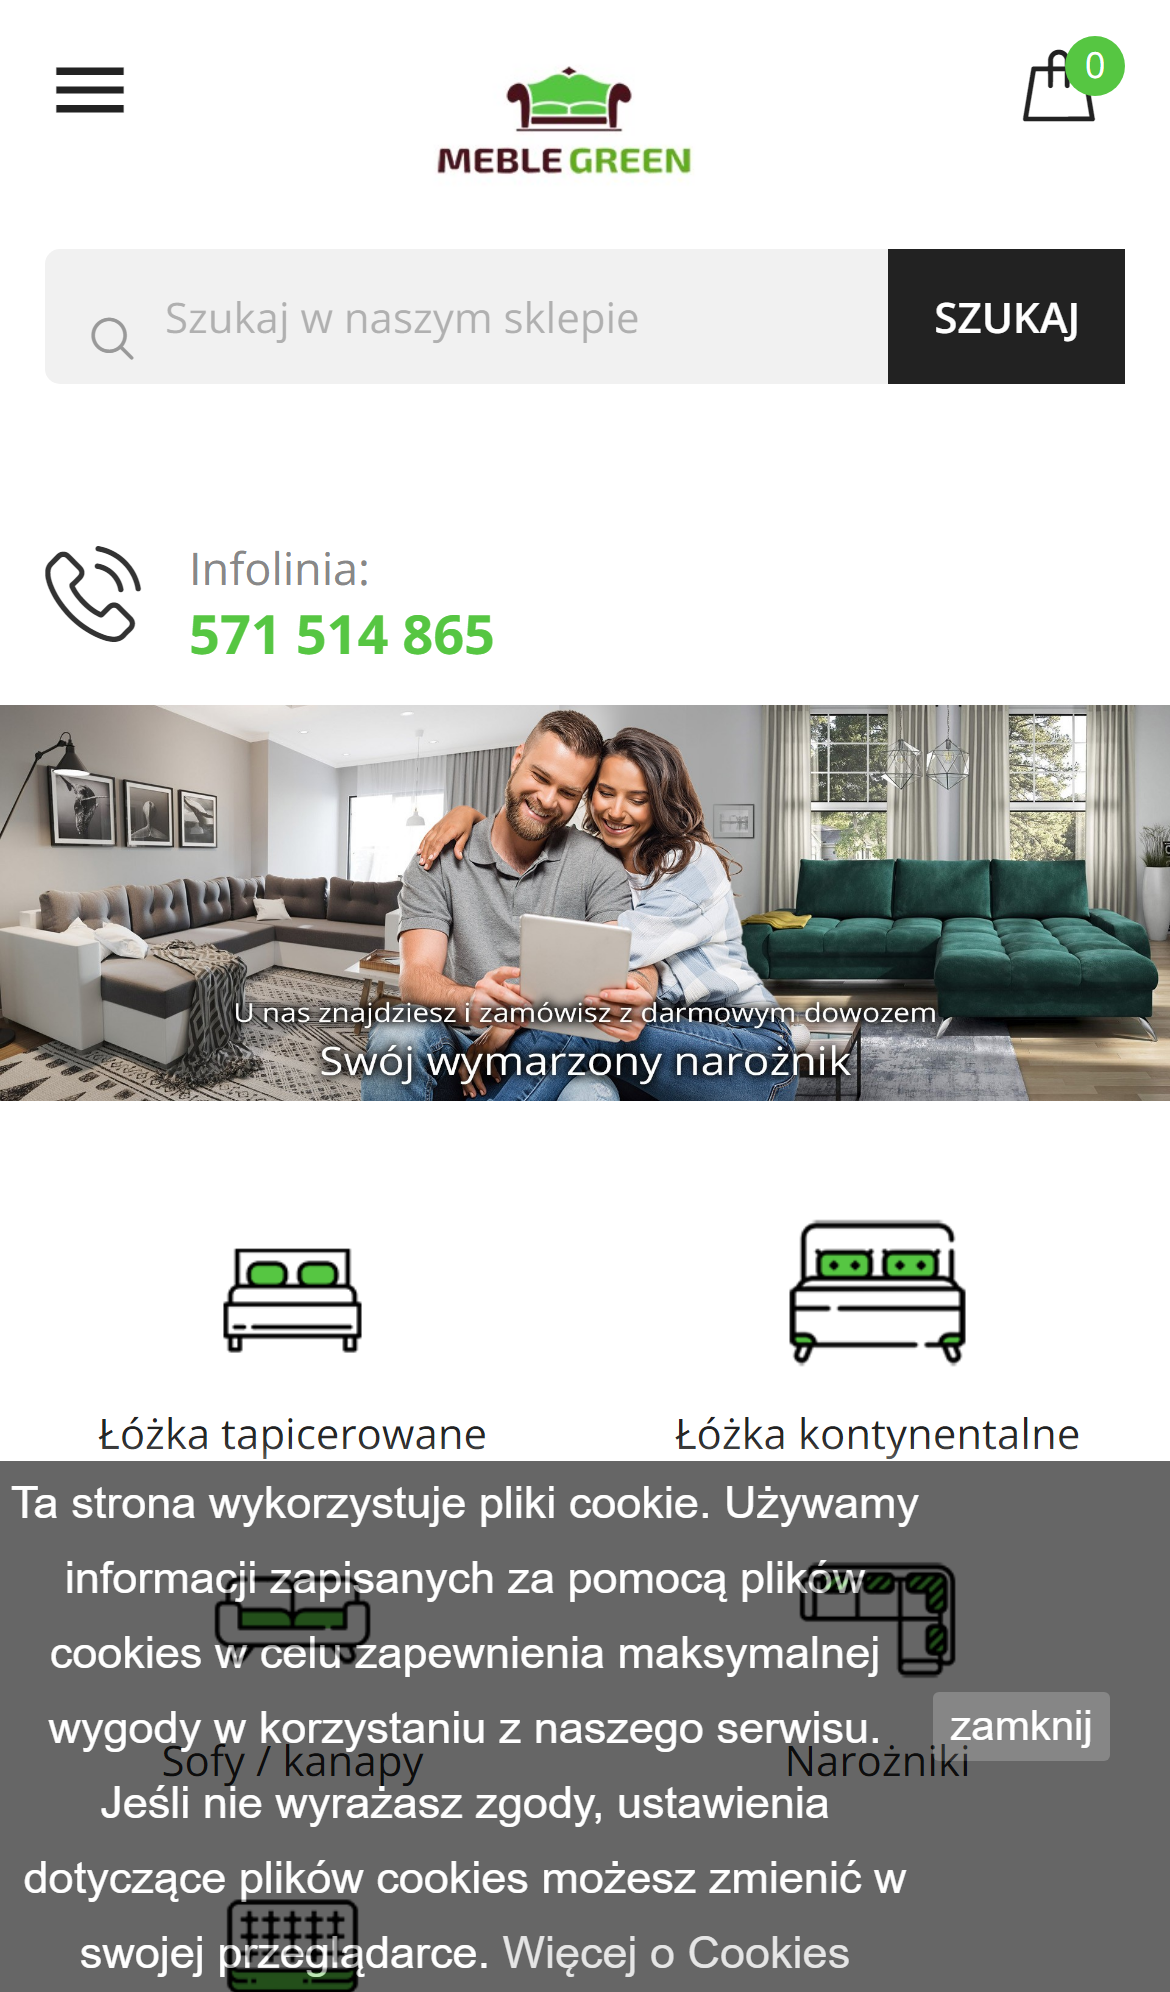 0
MEBLE GREEN
Szukaj w naszym sklepie
SZUKAJ
Infolinia:
571 514 865
U nas znajdziesz i zamówisz z darmowym dowozem
Swój wymarzony narożnik
Łóżka tapicerowane
Łóżka kontynentalne
Ta strona wykorzystuje pliki cookie. Używamy
informacji zapisanych za pomocą plików
cookies w celu zapewnienia maksymalnej
wygody w korzystaniu z naszego serwisu.
zamknij
Sofy / kanapy
Narożniki
Jeśli nie wyrażasz zgody, ustawienia
dotyczące plików cookies możesz zmienić w
swojej przeglądarce. Więcej o Cookies